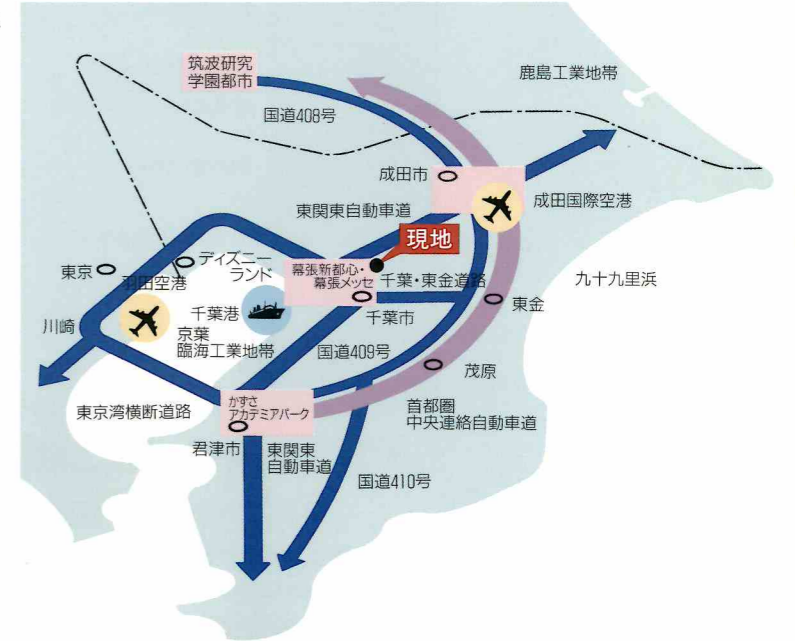 筑波研究
学園都市
鹿島工業地帯
国道408号
成田市
成田国際空港
東関東自動車道
現地
ディズニー
ランド
東京
羽田空港
幕張新都心・
幕張メッセ
千葉・東金道路
九十九里浜
東金
千葉港
千葉市
川崎
京葉
臨海工業地帯
国道409号
茂原
かずさ
アカデミアパーク
首都圏
中央連絡自動車道
東京湾横断道路
君津市
東関東
自動車道
国道410号